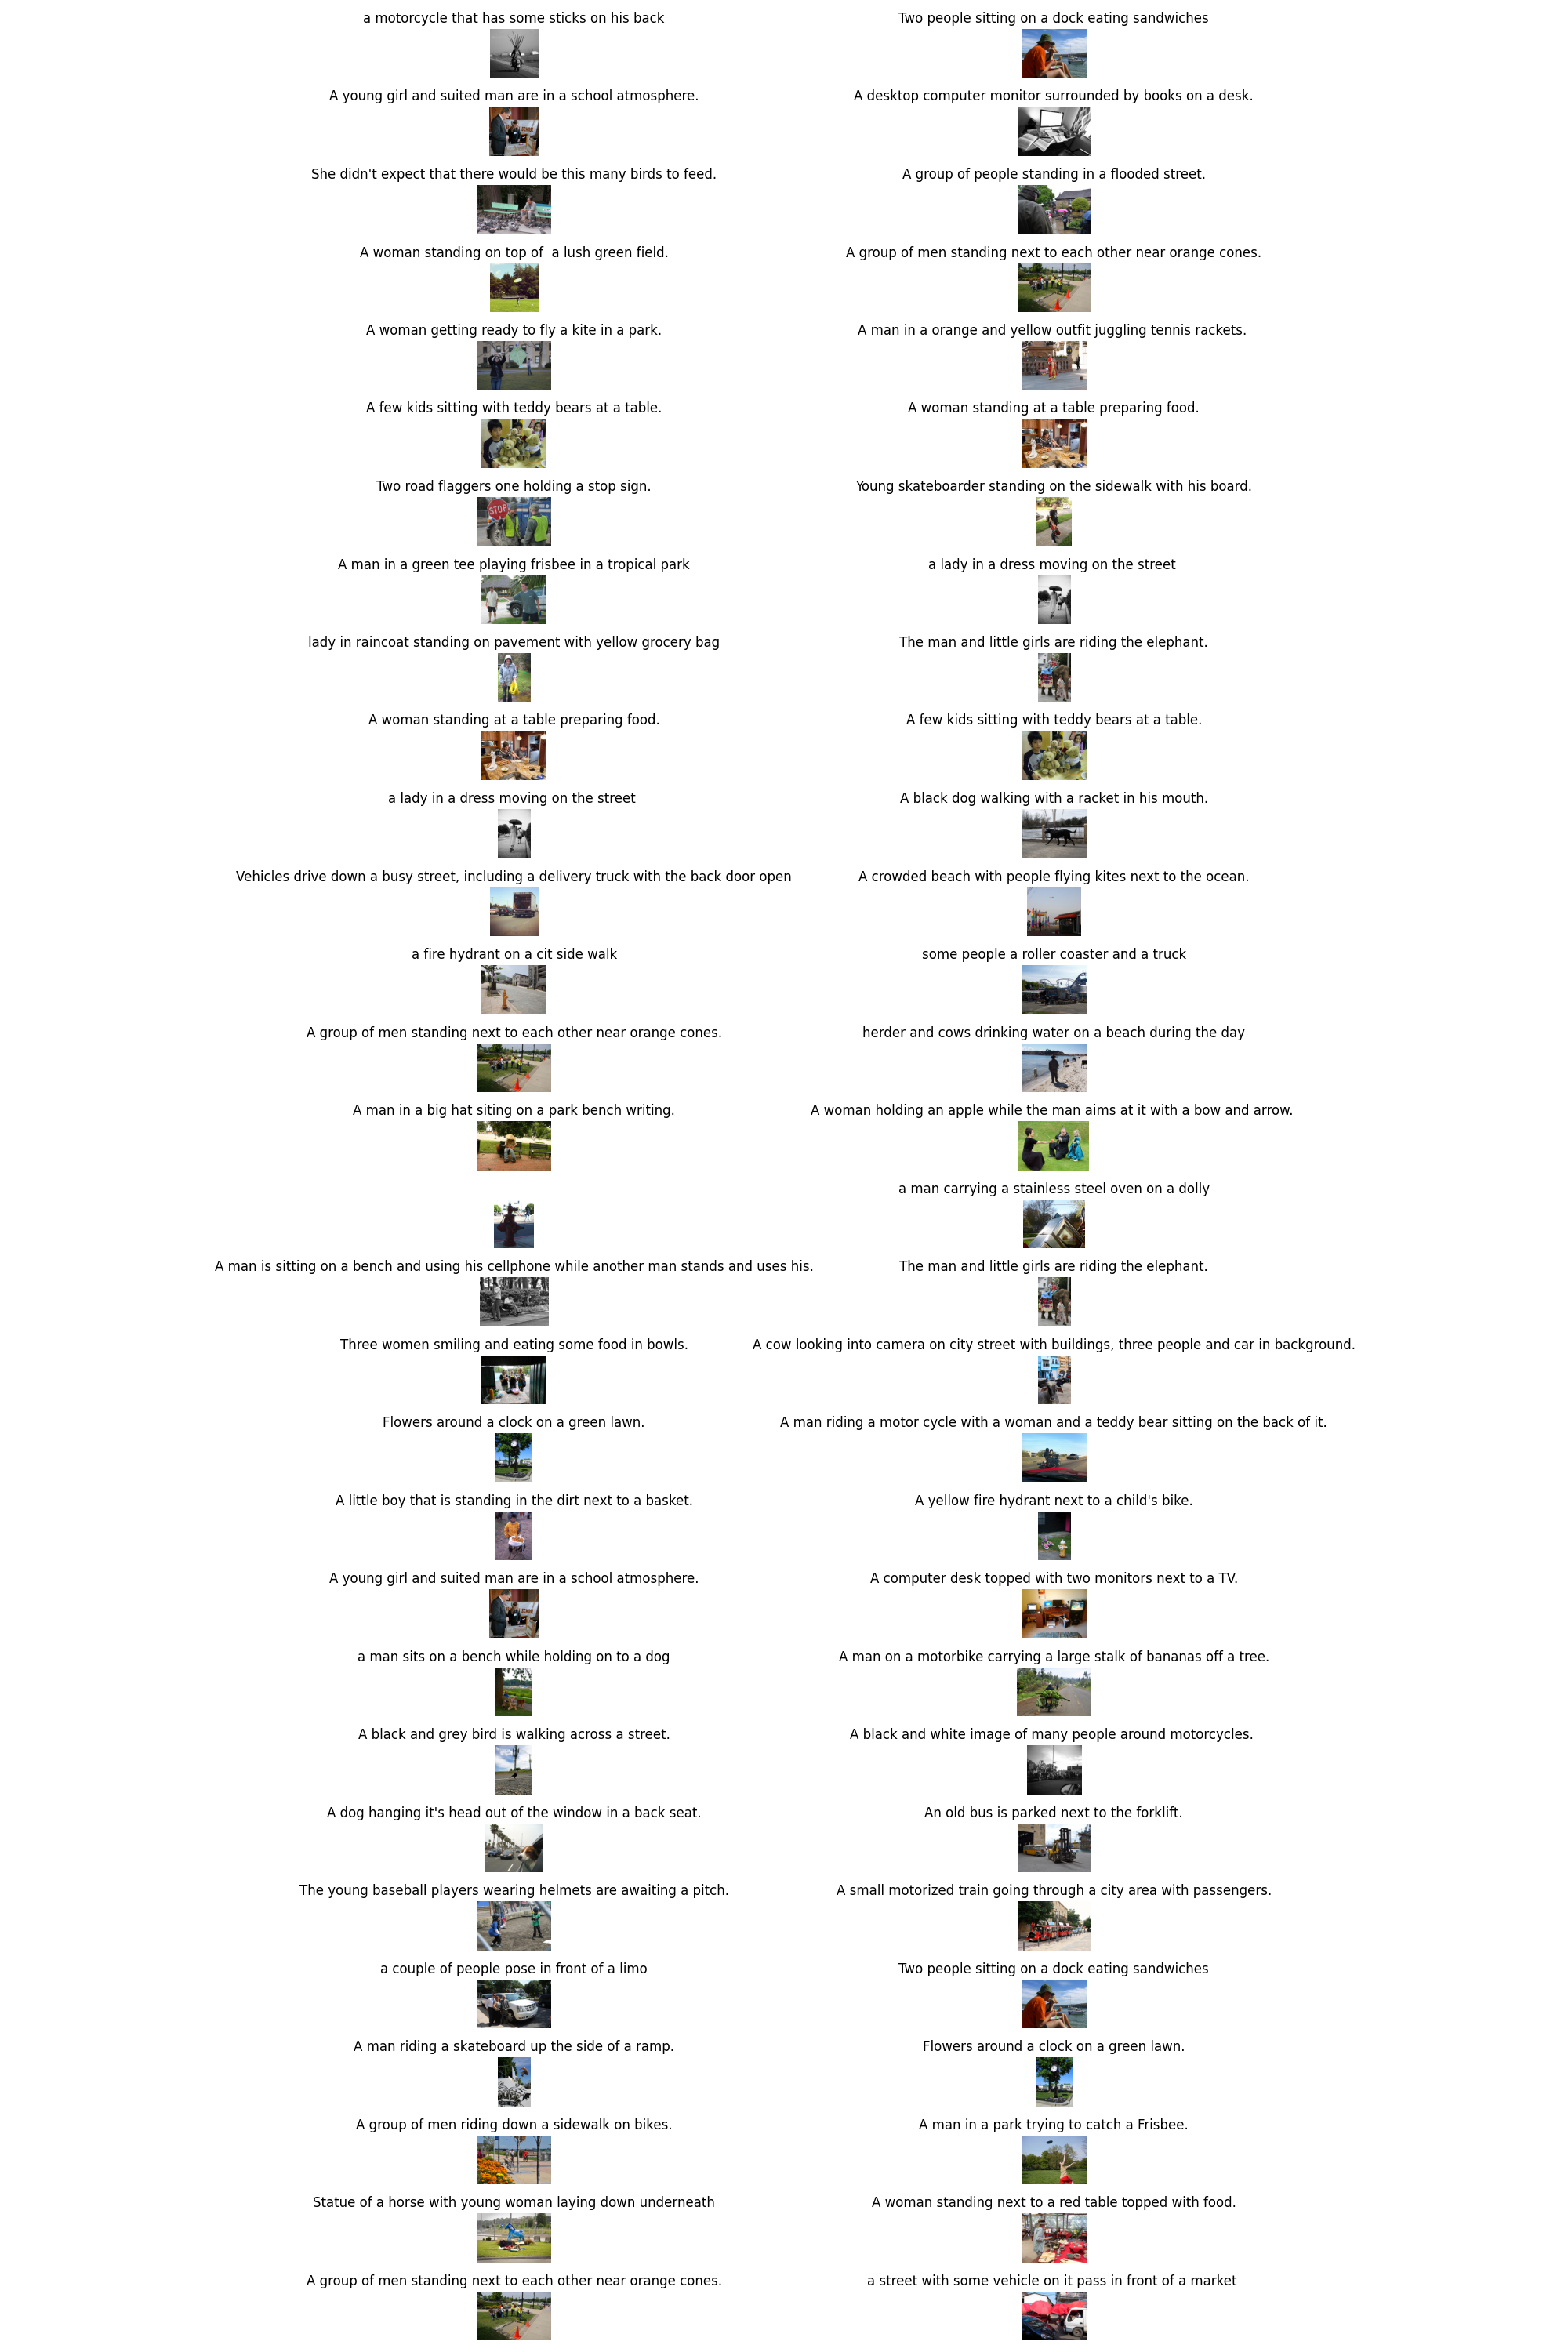 a motorcycle that has some sticks on his back
Two people sitting on a dock eating sandwiches
A young girl and suited man are in a school atmosphere.
A desktop computer monitor surrounded by books on a desk.
She didn't expect that there would be this many birds to feed.
A group of people standing in a flooded street.
A woman standing on top of  a lush green field.
A group of men standing next to each other near orange cones.
A woman getting ready to fly a kite in a park.
A man in a orange and yellow outfit juggling tennis rackets.
A few kids sitting with teddy bears at a table.
A woman standing at a table preparing food.
Two road flaggers one holding a stop sign.
Young skateboarder standing on the sidewalk with his board.
STOP
A man in a green tee playing frisbee in a tropical park
a lady in a dress moving on the street
lady in raincoat standing on pavement with yellow grocery bag
The man and little girls are riding the elephant.
A woman standing at a table preparing food.
A few kids sitting with teddy bears at a table.
a lady in a dress moving on the street
A black dog walking with a racket in his mouth.
Vehicles drive down a busy street, including a delivery truck with the back door open
A crowded beach with people flying kites next to the ocean.
a fire hydrant on a cit side walk
some people a roller coaster and a truck
A group of men standing next to each other near orange cones.
herder and cows drinking water on a beach during the day
A man in a big hat siting on a park bench writing.
A woman holding an apple while the man aims at it with a bow and arrow.
a man carrying a stainless steel oven on a dolly
A man is sitting on a bench and using his cellphone while another man stands and uses his.
The man and little girls are riding the elephant.
Three women smiling and eating some food in bowls.
A cow looking into camera on city street with buildings, three people and car in background.
Flowers around a clock on a green lawn.
A man riding a motor cycle with a woman and a teddy bear sitting on the back of it.
A little boy that is standing in the dirt next to a basket.
A yellow fire hydrant next to a child's bike.
A young girl and suited man are in a school atmosphere.
A computer desk topped with two monitors next to a TV.
a man sits on a bench while holding on to a dog
A man on a motorbike carrying a large stalk of bananas off a tree.
A black and grey bird is walking across a street.
A black and white image of many people around motorcycles.
A dog hanging it's head out of the window in a back seat.
An old bus is parked next to the forklift.
The young baseball players wearing helmets are awaiting a pitch.
A small motorized train going through a city area with passengers.
a couple of people pose in front of a limo
Two people sitting on a dock eating sandwiches
A man riding a skateboard up the side of a ramp.
Flowers around a clock on a green lawn.
A group of men riding down a sidewalk on bikes.
A man in a park trying to catch a Frisbee.
Statue of a horse with young woman laying down underneath
A woman standing next to a red table topped with food.
A group of men standing next to each other near orange cones.
a street with some vehicle on it pass in front of a market